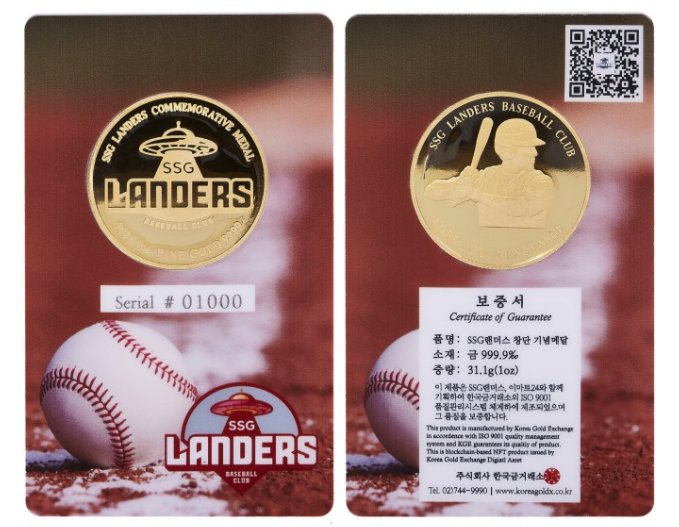 SSG LANDERS COMMEMORATIVE MEDAL
SSG
LANDERS
BASEBALL CLUB
Serial # 01000
SSG
LANDERS
BASEBALL
CLUB
SSG LANDERS BASEBALL CLUB
보증서
Certificate of Guarantee
품명: SSG랜더스 창단 기념메달
소재: 금 999.9‰
중량: 31.1g(1oz)
이 제품은 SSG랜더스, 이마트24와 함께
기획하여 한국금거래소의 ISO 9001
품질관리시스템 체계하에 제조되었으며
그 품질을 보증합니다.
This product is manufactured by Korea Gold Exchange
in accordence with ISO 9001 quality management
system and KGE guarantees its quality of product.
This is blockchain-based NFT product issued by
Korea Gold Exchange Digital Asset
주식회사 한국금거래소
Tel. 02)744-9990 | www.koreagoldx.co.kr